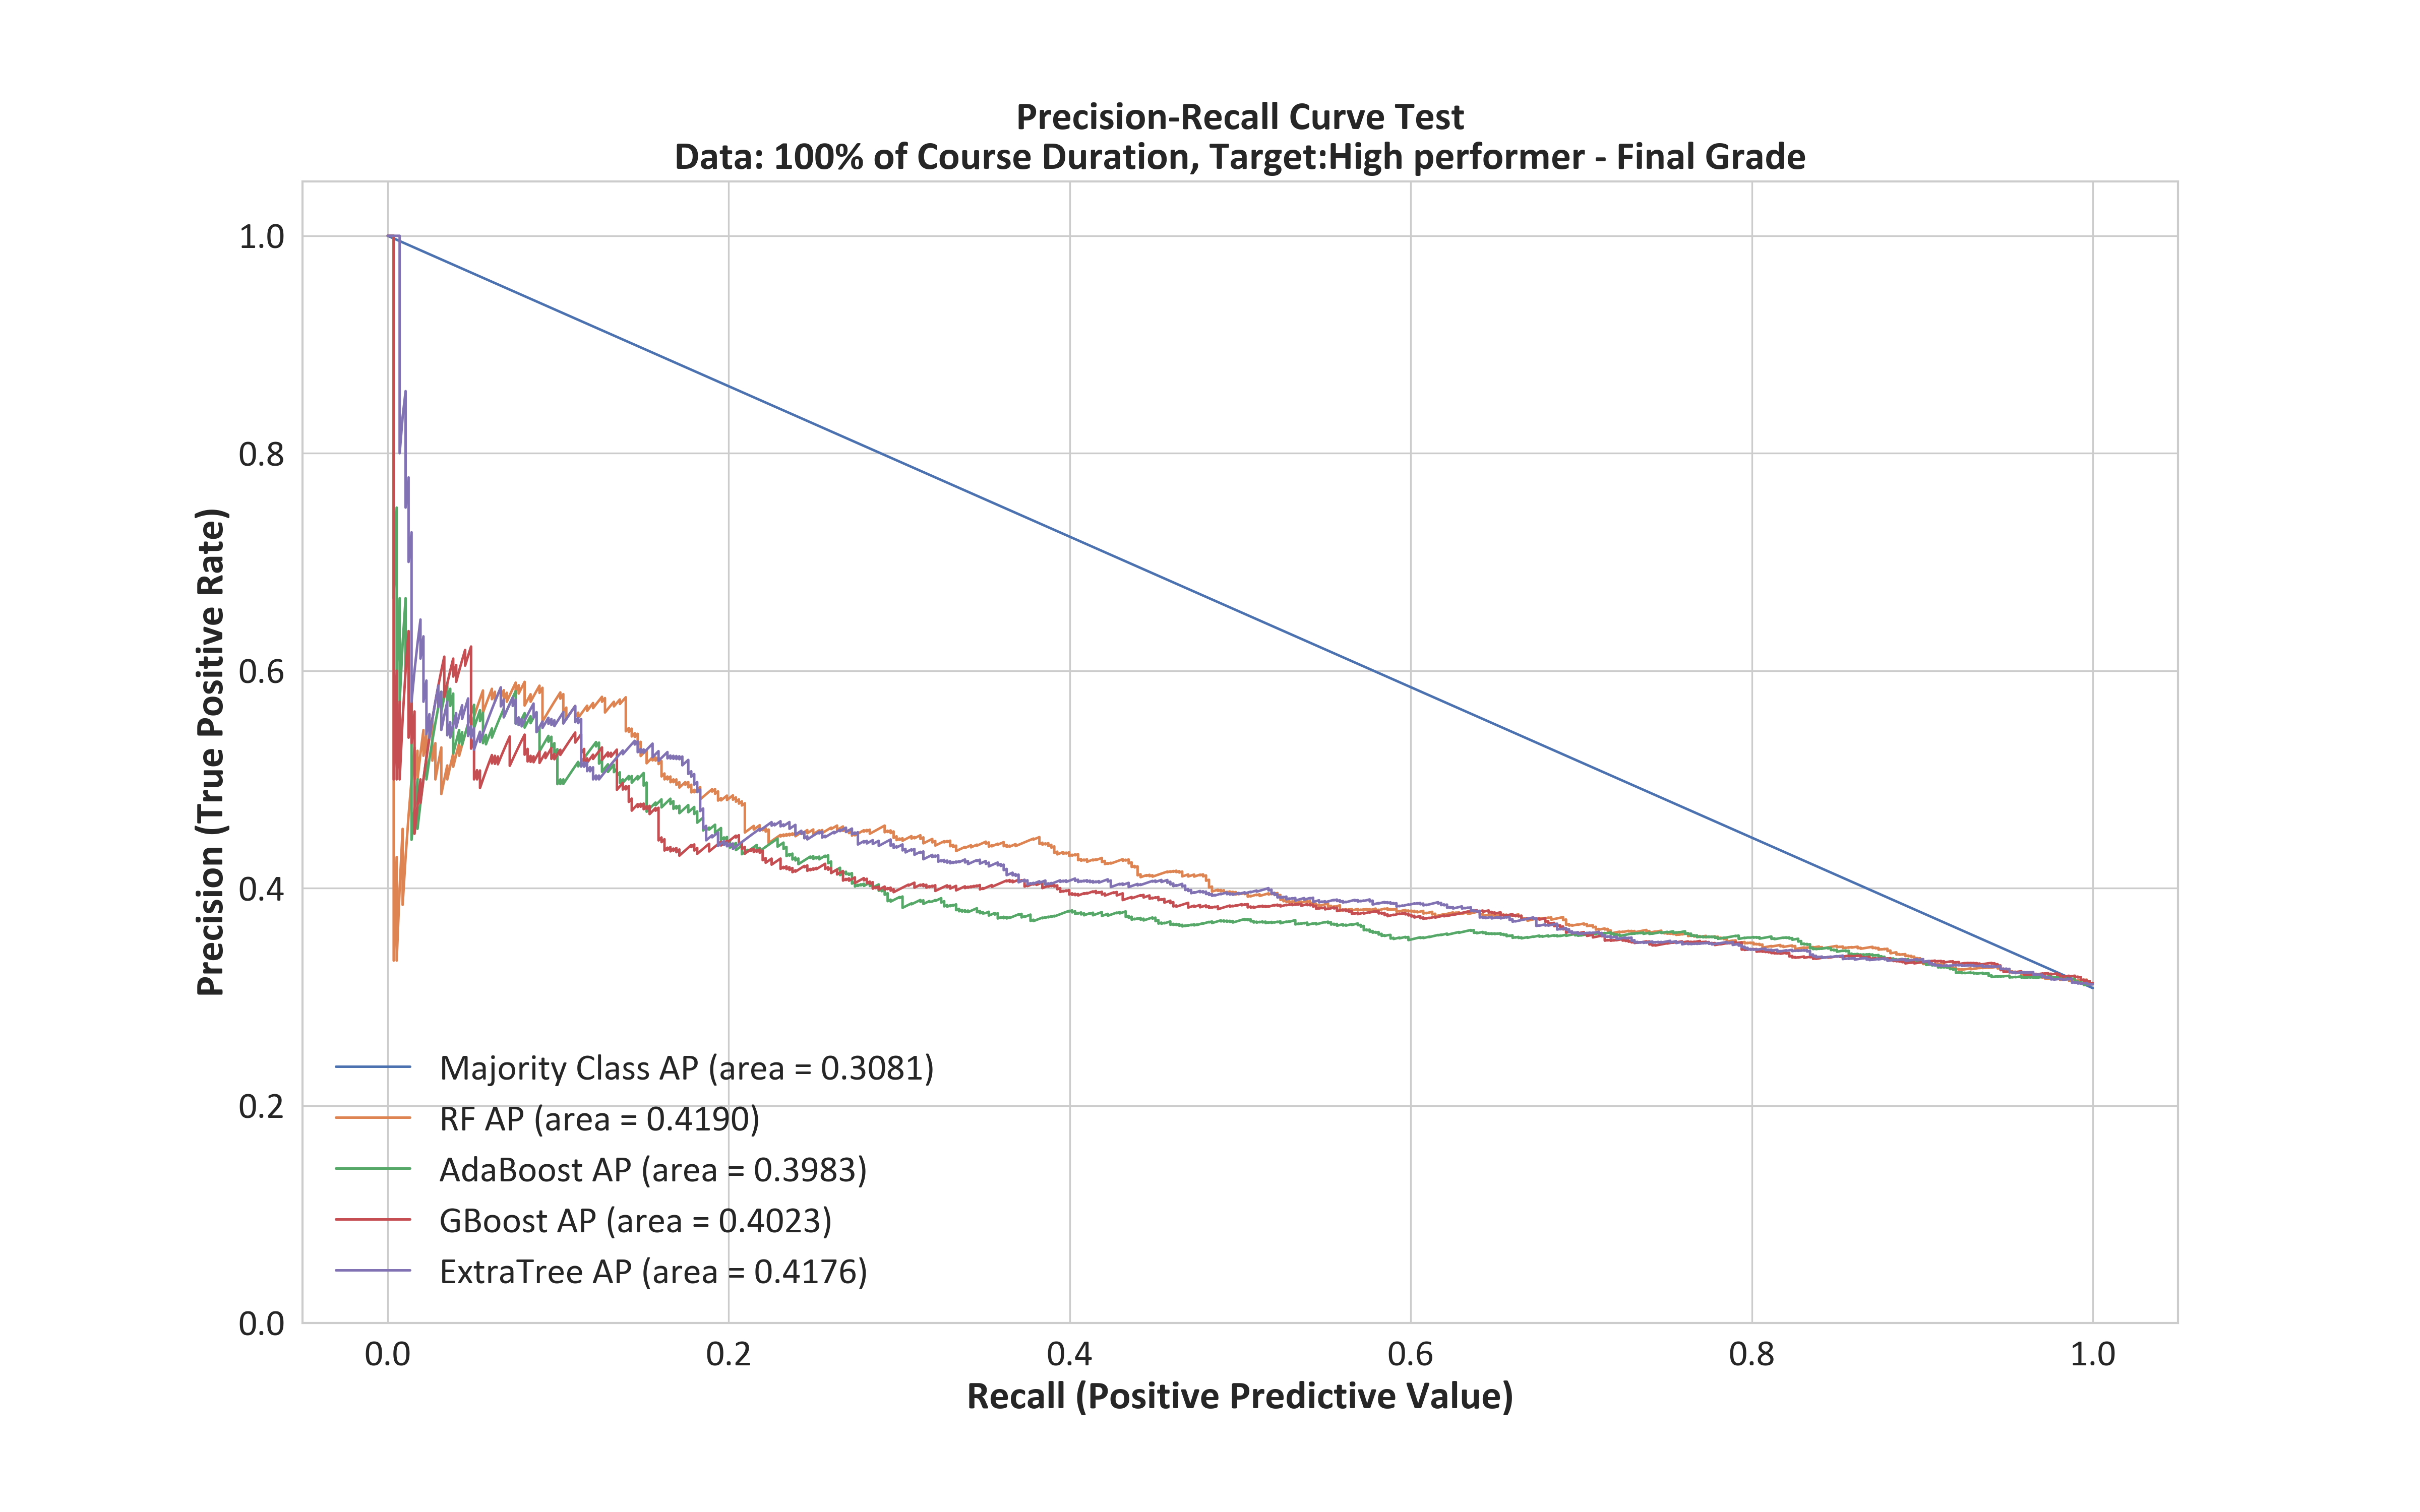 Precision-Recall Curve Test
Data: 100% of Course Duration, Target:High performer - Final Grade
Precision (True Positive Rate)
1.0
0.8
0.6
0.4
0.2
0.0
Majority Class AP (area = 0.3081)
RF AP (area = 0.4190)
AdaBoost AP (area = 0.3983)
GBoost AP (area = 0.4023)
ExtraTree AP (area = 0.4176)
0.0 0.2 0.4 0.6 0.8 1.0
Recall (Positive Predictive Value)